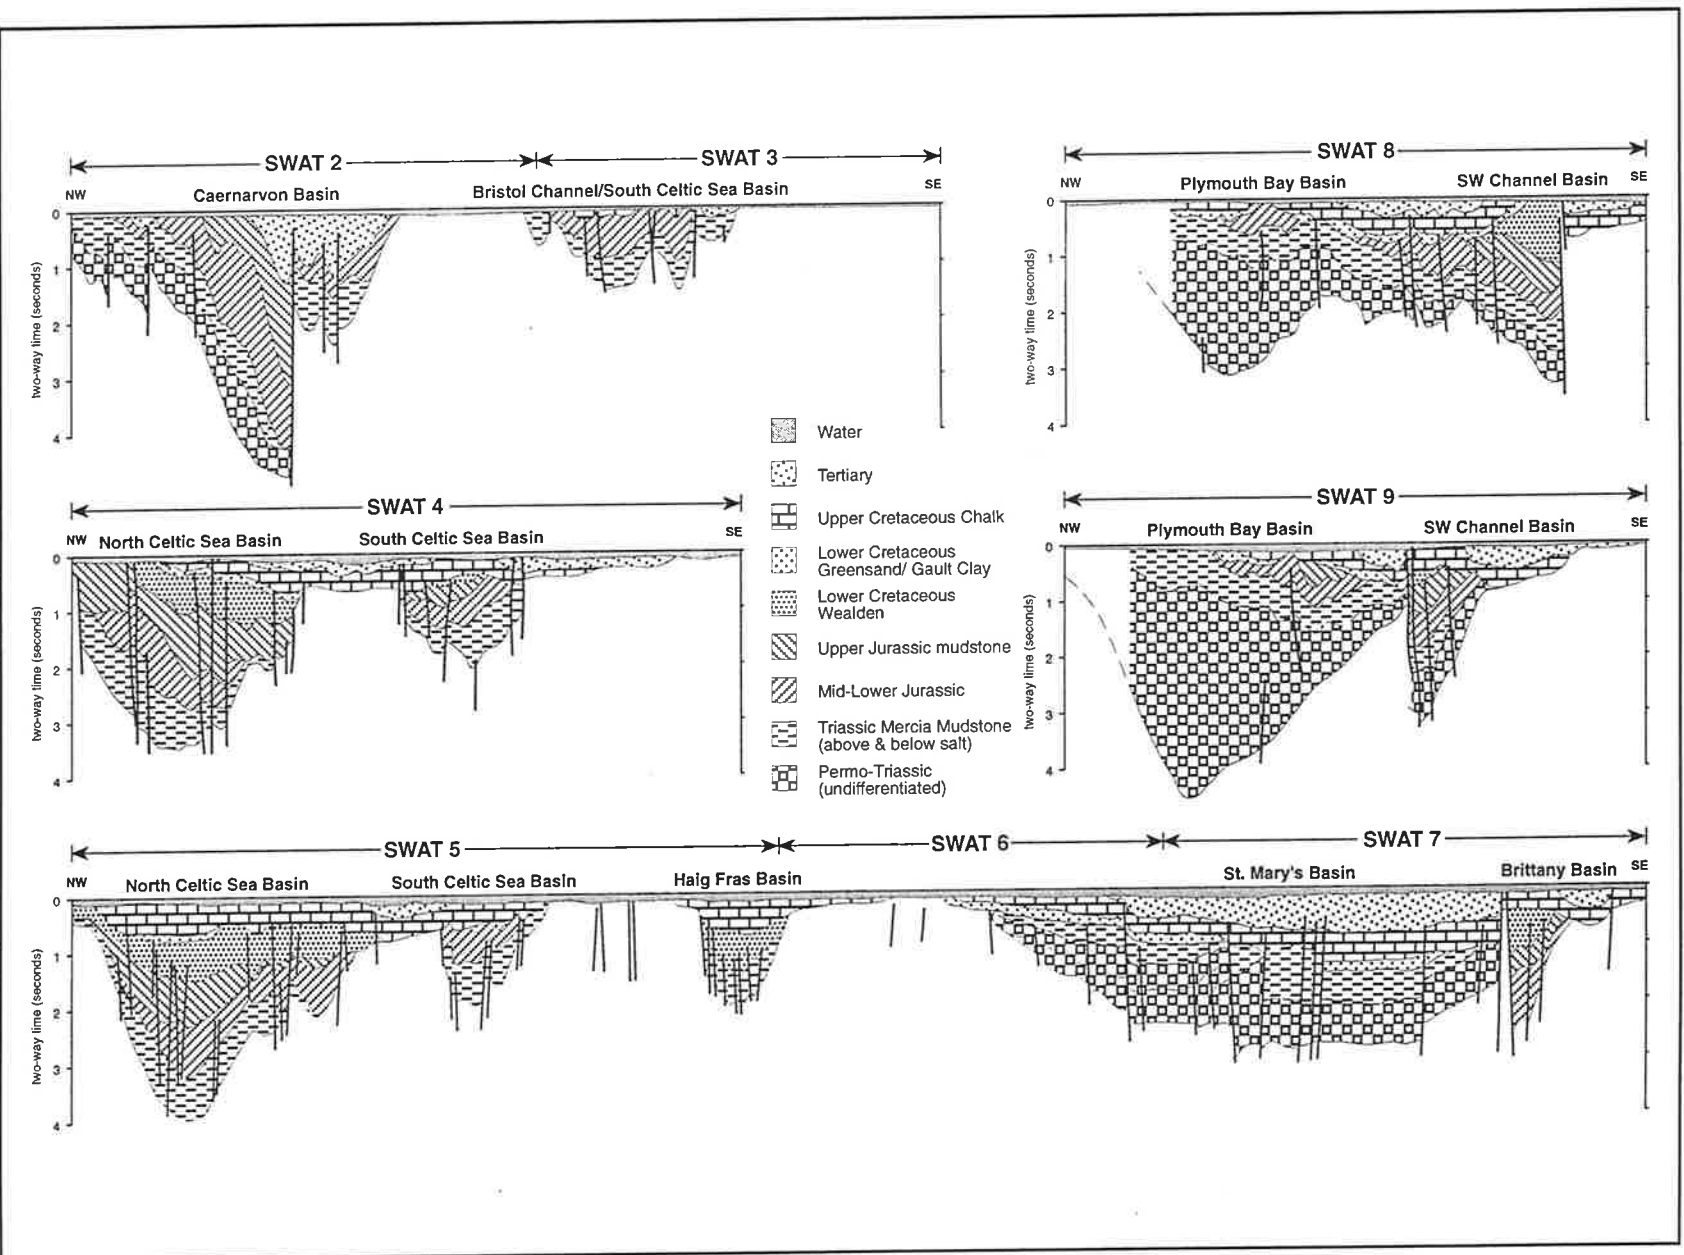 SWAT 2 SWAT 3
NW Caernarvon Basin Bristol Channel/South Celtic Sea Basin SE
0
1
2
3
4
two-way time (seconds)
SWAT 8
NW Plymouth Bay Basin SW Channel Basin SE
0
1
2
3
4
two-way time (seconds)
Water
Tertiary
Upper Cretaceous Chalk
Lower Cretaceous
Greensand/ Gault Clay
Lower Cretaceous
Wealden
Upper Jurassic mudstone
Mid-Lower Jurassic
Triassic Mercia Mudstone
(above & below salt)
Permo-Triassic
(undifferentiated)
SWAT 4
NW North Celtic Sea Basin South Celtic Sea Basin SE
0
1
2
3
4
two-way time (seconds)
SWAT 9
NW Plymouth Bay Basin SW Channel Basin SE
0
1
2
3
4
two-way time (seconds)
SWAT 5 SWAT 6 SWAT 7
NW North Celtic Sea Basin South Celtic Sea Basin Haig Fras Basin St. Mary's Basin Brittany Basin SE
0
1
2
3
4
two-way time (seconds)